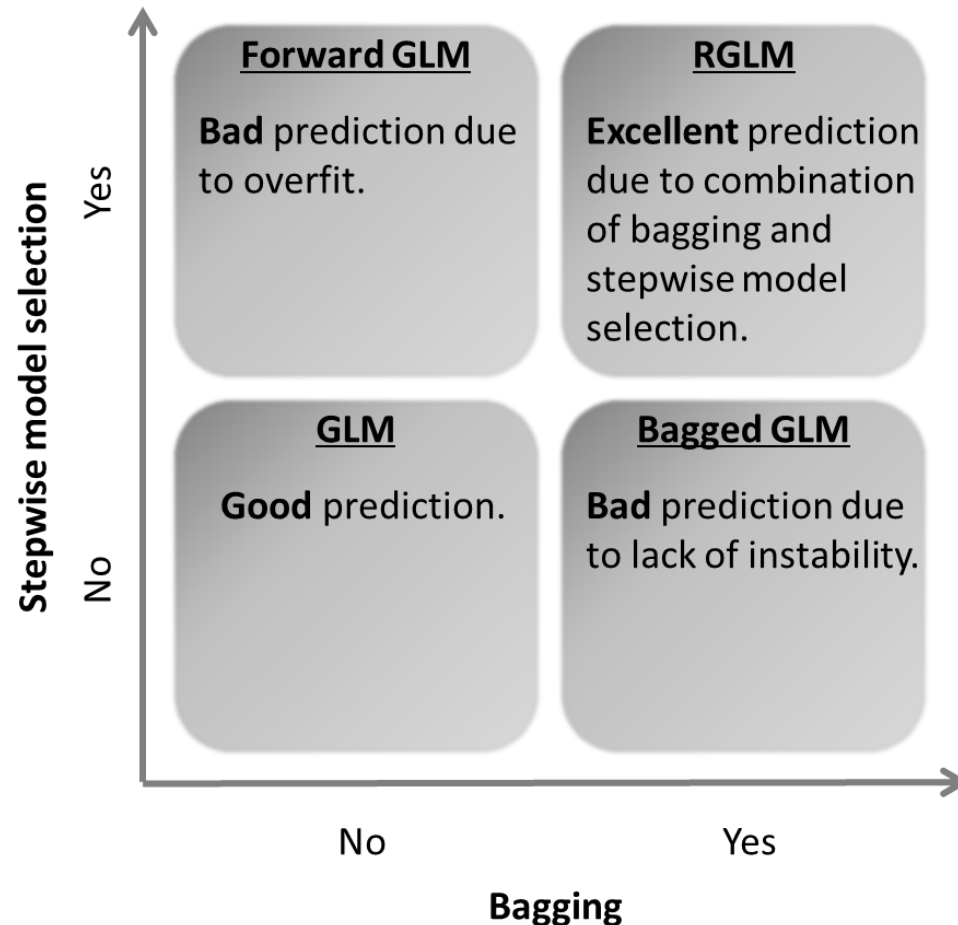 Stepwise model selection
Yes
No
Forward GLM
Bad prediction due
to overfit.
RGLM
Excellent prediction
due to combination
of bagging and
stepwise model
selection.
GLM
Good prediction.
Bagged GLM
Bad prediction due
to lack of instability.
No
Yes
Bagging